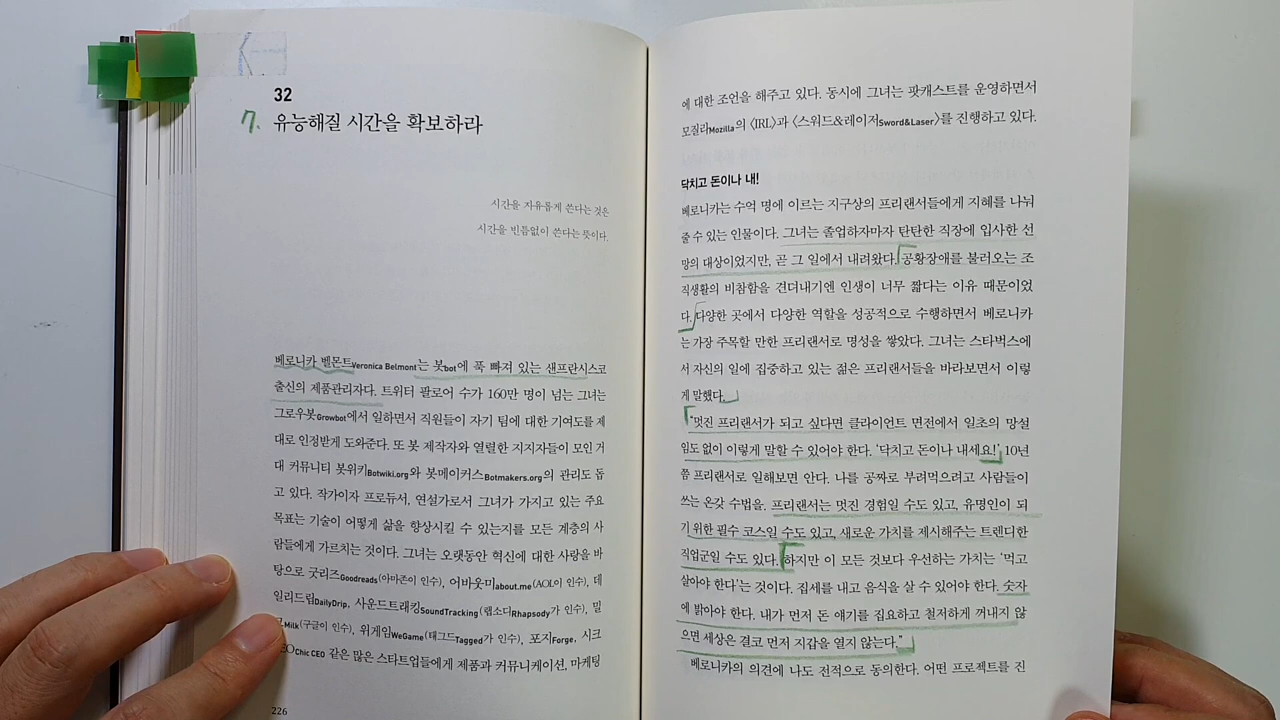 32
7. 유능해질 시간을 확보하라
시간을 자유롭게 쓴다는 것은
시간을 빈틈없이 쓴다는 뜻이다.
베로니카 벨몬트Veronica Belmont는 봇bot에 푹 빠져 있는 샌프란시스코
출신의 제품관리자다. 트위터 팔로어 수가 160만 명이 넘는 그녀는
그로우봇Growbot에서 일하면서 직원들이 자기 팀에 대한 기여도를 제
대로 인정받게 도와준다. 또 봇 제작자와 열렬한 지지자들이 모인 거
대 커뮤니티 봇위키Botwiki.org와 봇메이커스Botmakers.org의 관리도 돕
고 있다. 작가이자 프로듀서, 연설가로서 그녀가 가지고 있는 주요
목표는 기술이 어떻게 삶을 향상시킬 수 있는지를 모든 계층의 사
람들에게 가르치는 것이다. 그녀는 오랫동안 혁신에 대한 사랑을 바
탕으로 굿리즈Goodreads(아마존이 인수), 어바웃미about.me(AOL이 인수), 데
일리드립DailyDrip, 사운드트래킹SoundTracking(랩소디Rhapsody가 인수), 밀
크Milk(구글이 인수), 위게임WeGame(태그드Tagged가 인수), 포지Forge, 시크
EOChic CEO 같은 많은 스타트업들에게 제품과 커뮤니케이션, 마케팅
226
에 대한 조언을 해주고 있다. 동시에 그녀는 팟캐스트를 운영하면서
모질라Mozilla의 〈IRL〉과 〈스워드&레이저Sword&Laser〉를 진행하고 있다.
닥치고 돈이나 내!
베로니카는 수억 명에 이르는 지구상의 프리랜서들에게 지혜를 나눠
줄 수 있는 인물이다. 그녀는 졸업하자마자 탄탄한 직장에 입사한 선
망의 대상이었지만, 곧 그 일에서 내려왔다. 공황장애를 불러오는 조
직생활의 비참함을 견뎌내기엔 인생이 너무 짧다는 이유 때문이었
다. 다양한 곳에서 다양한 역할을 성공적으로 수행하면서 베로니카
는 가장 주목할 만한 프리랜서로 명성을 쌓았다. 그녀는 스타벅스에
서 자신의 일에 집중하고 있는 젊은 프리랜서들을 바라보면서 이렇
게 말했다.
“멋진 프리랜서가 되고 싶다면 클라이언트 면전에서 일초의 망설
임도 없이 이렇게 말할 수 있어야 한다. ‘닥치고 돈이나 내세요!’ 10년
쯤 프리랜서로 일해보면 안다. 나를 공짜로 부려먹으려고 사람들이
쓰는 온갖 수법을. 프리랜서는 멋진 경험일 수도 있고, 유명인이 되
기 위한 필수 코스일 수도 있고, 새로운 가치를 제시해주는 트렌디한
직업군일 수도 있다. 하지만 이 모든 것보다 우선하는 가치는 ‘먹고
살아야 한다’는 것이다. 집세를 내고 음식을 살 수 있어야 한다. 숫자
에 밝아야 한다. 내가 먼저 돈 얘기를 집요하고 철저하게 꺼내지 않
으면 세상은 결코 먼저 지갑을 열지 않는다.”
베로니카의 의견에 나도 전적으로 동의한다. 어떤 프로젝트를 진